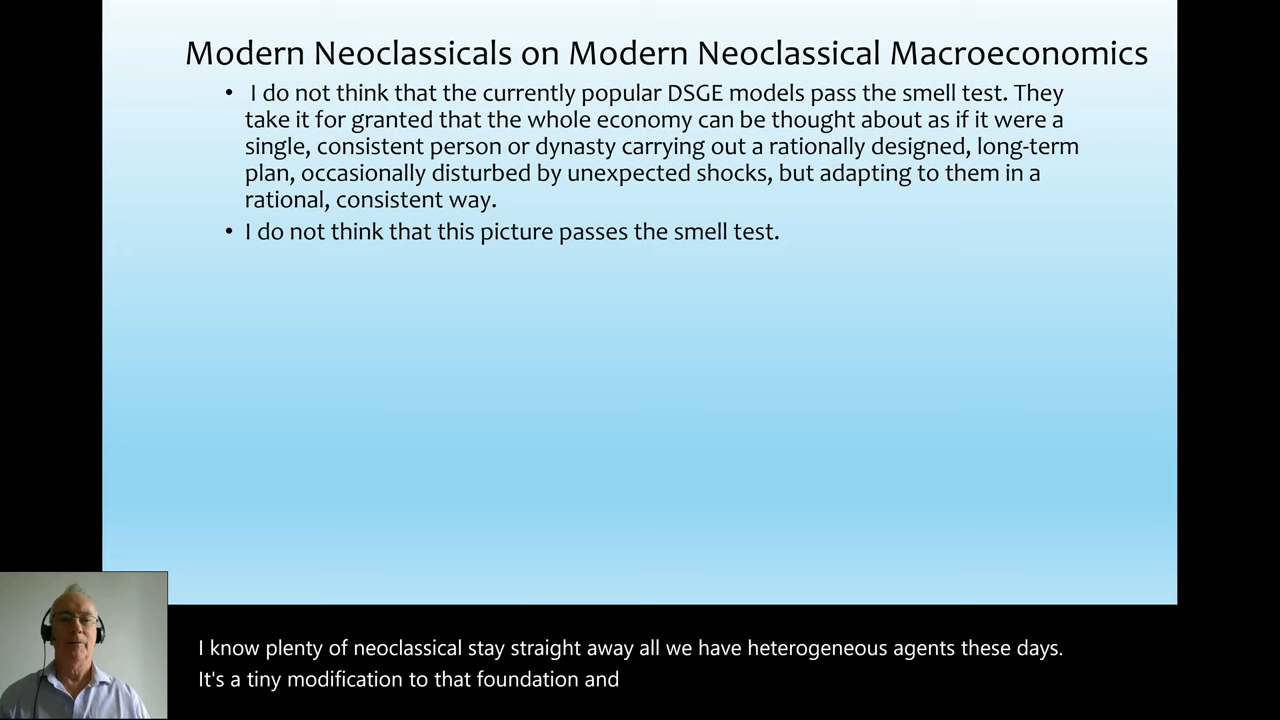 Modern Neoclassicals on Modern Neoclassical Macroeconomics
• I do not think that the currently popular DSGE models pass the smell test. They
take it for granted that the whole economy can be thought about as if it were a
single, consistent person or dynasty carrying out a rationally designed, long-term
plan, occasionally disturbed by unexpected shocks, but adapting to them in a
rational, consistent way.
• I do not think that this picture passes the smell test.
I know plenty of neoclassical stay straight away all we have heterogeneous agents these days.
It's a tiny modification to that foundation and